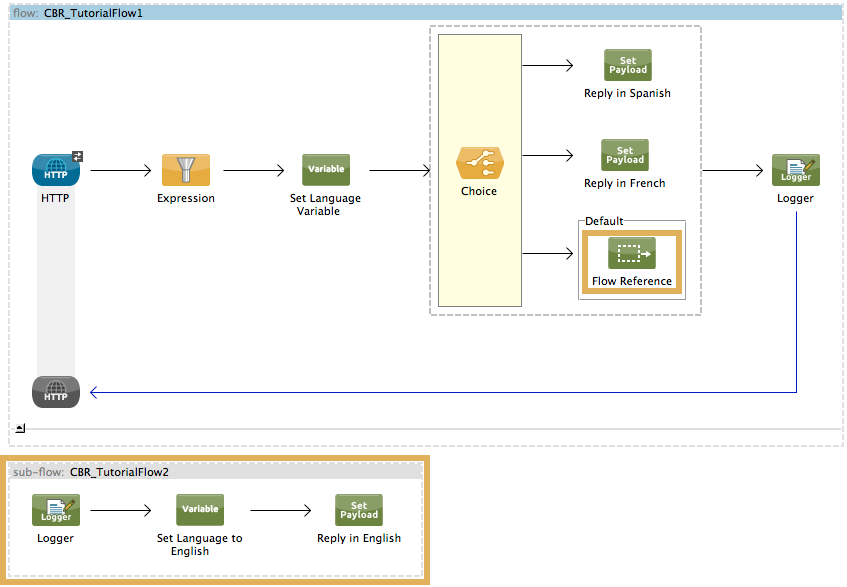 flow: CBR_TutorialFlow1
HTTP
HTTP
Expression
Variable
Set Language
Variable
Choice
Set
Payload
Reply in Spanish
Set
Payload
Reply in French
Default
Flow Reference
Logger
Logger
HTTP
sub-flow: CBR_TutorialFlow2
Logger
Logger
Variable
Set Language to
English
Set
Payload
Reply in English